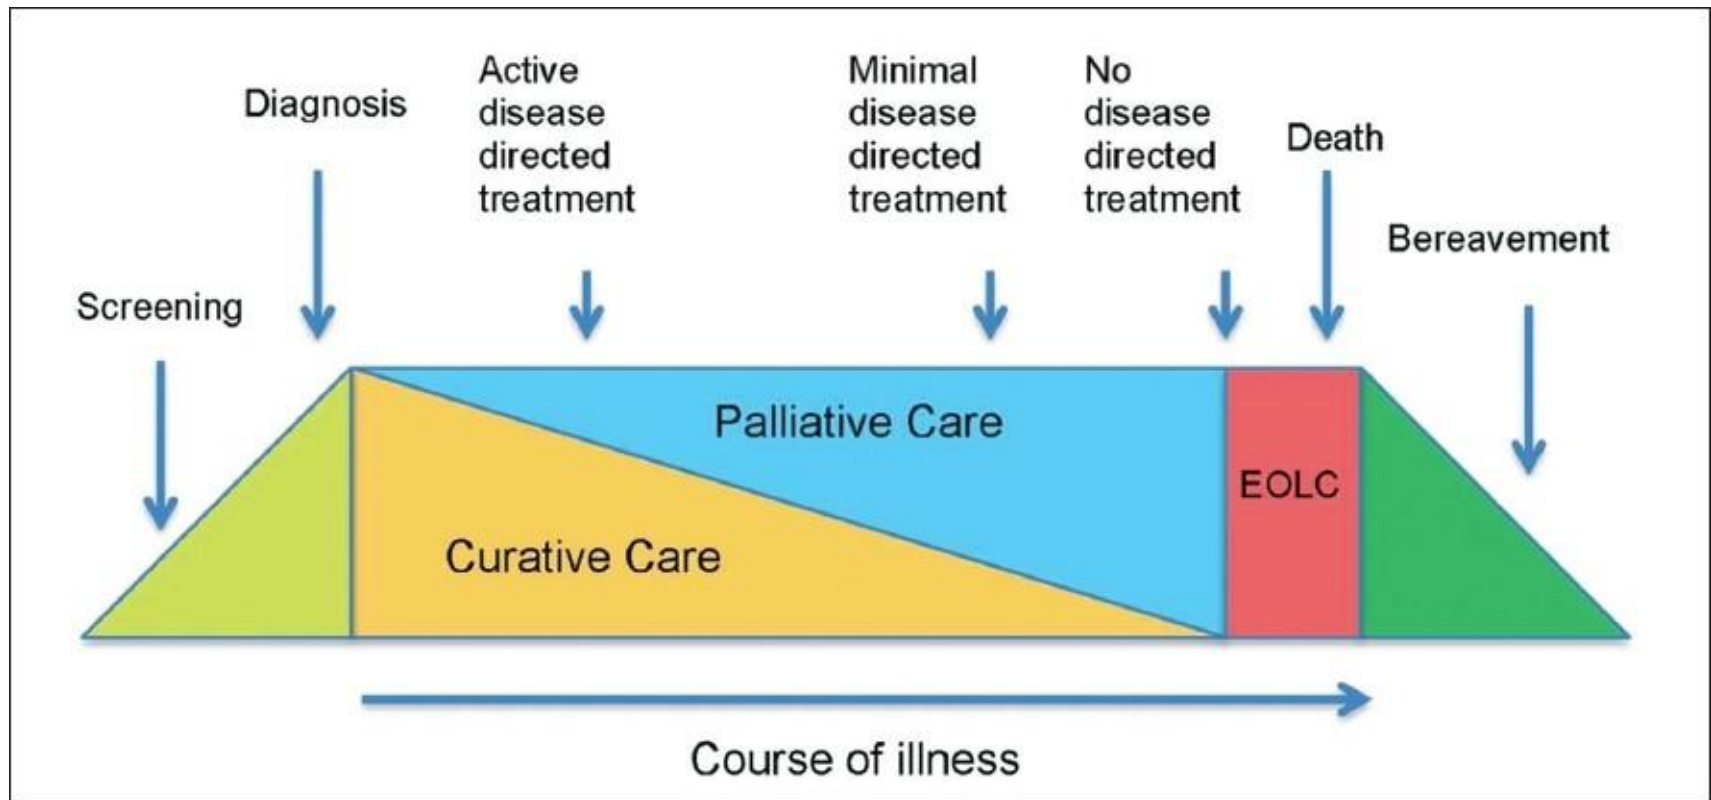 Screening
Diagnosis
Active
disease
directed
treatment
Minimal
disease
directed
treatment
No
disease
directed
treatment
Death
Bereavement
Palliative Care
Curative Care
EOLC
Course of illness